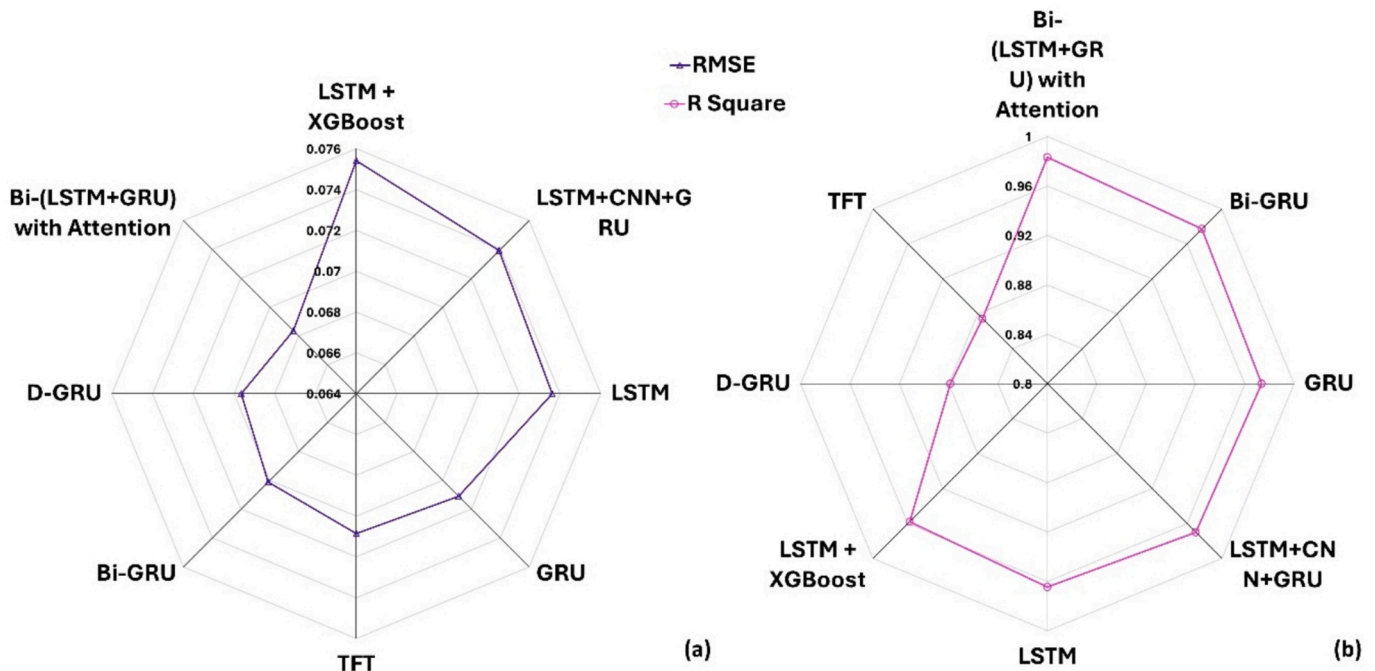 RMSE
R Square
LSTM +
XGBoost
LSTM+CNN+G
RU
LSTM
GRU
TFT
Bi-GRU
D-GRU
Bi-(LSTM+GRU)
with Attention
0.076
0.074
0.072
0.07
0.068
0.066
0.064
(a)
Bi-
(LSTM+GR
U) with
Attention
Bi-GRU
GRU
LSTM+CN
N+GRU
LSTM
LSTM +
XGBoost
D-GRU
TFT
1
0.96
0.92
0.88
0.84
0.8
(b)